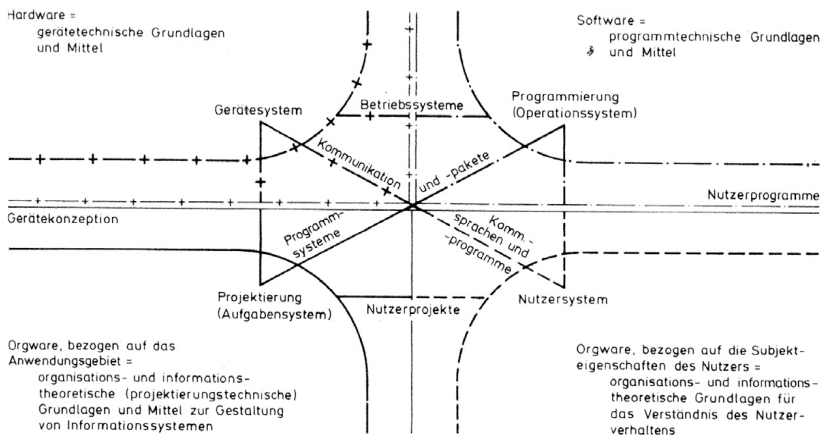 Hardware =
gerätetechnische Grundlagen
und Mittel
Software =
programmtechnische Grundlagen
und Mittel
Gerätesystem
Betriebssysteme
Programmierung
(Operationssystem)
Kommunikation
und -pakete
Nutzerprogramme
Gerätekonzeption
Programm-
systeme
Komm.-
sprachen und
-programme
Projektierung
(Aufgabensystem)
Nutzerprojekte
Nutzersystem
Orgware, bezogen auf das
Anwendungsgebiet =
organisations- und informations-
theoretische (projektierungstechnische)
Grundlagen und Mittel zur Gestaltung
von Informationssystemen
Orgware, bezogen auf die Subjekt-
eigenschaften des Nutzers =
organisations- und informations-
theoretische Grundlagen für
das Verständnis des Nutzer-
verhaltens